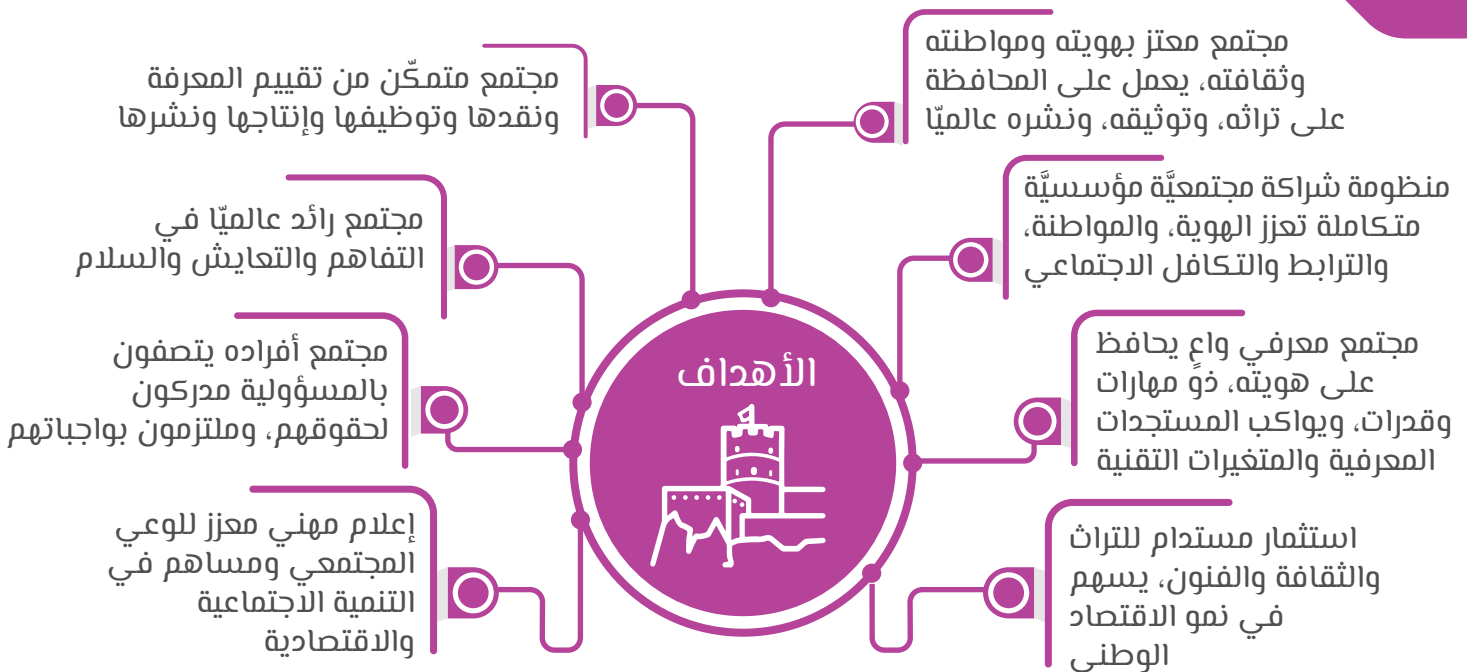 مجتمع معتز بهويته ومواطنته
وثقافته، يعمل على المحافظة
على تراثه، وتوثيقه، ونشره عالميّا
منظومة شراكة مجتمعيَّة مؤسسيَّة
متكاملة تعزز الهوية، والمواطنة،
والترابط والتكافل الاجتماعي
مجتمع معرفي واعٍ يحافظ
على هويته، ذو مهارات
وقدرات، ويواكب المستجدات
المعرفية والمتغيرات التقنية
استثمار مستدام للتراث
والثقافة والفنون، يسهم
في نمو الاقتصاد
الوطني
الأهداف
مجتمع متمكّن من تقييم المعرفة
ونقدها وتوظيفها وإنتاجها ونشرها
مجتمع رائد عالميّا في
التفاهم والتعايش والسلام
مجتمع أفراده يتصفون
بالمسؤولية مدركون
لحقوقهم، وملتزمون بواجباتهم
إعلام مهني معزز للوعي
المجتمعي ومساهم في
التنمية الاجتماعية
والاقتصادية